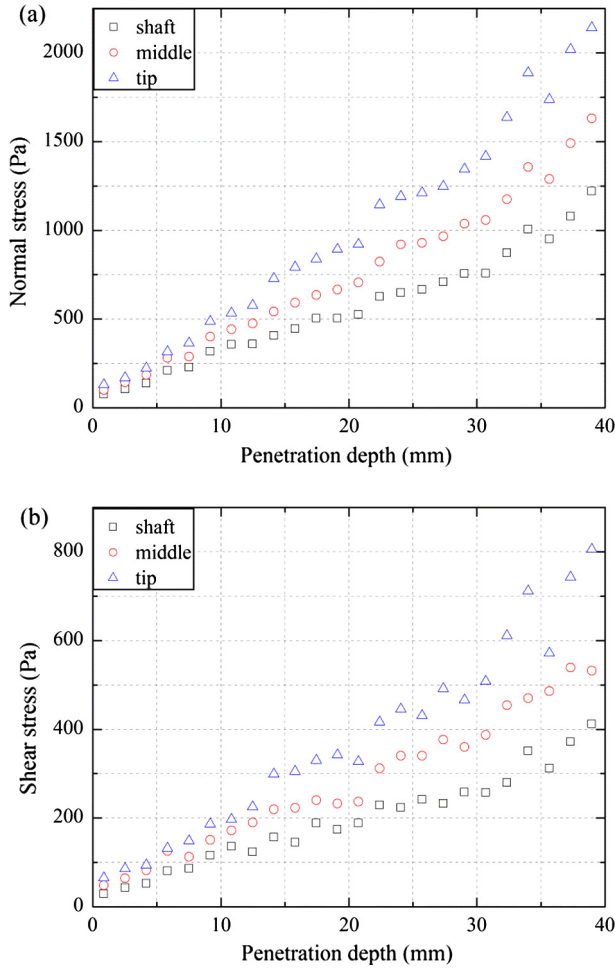 (a)
shaft
middle
tip
2000
1500
1000
500
0
Normal stress (Pa)
0 10 20 30 40
Penetration depth (mm)
(b)
shaft
middle
tip
800
600
400
200
0
Shear stress (Pa)
0 10 20 30 40
Penetration depth (mm)